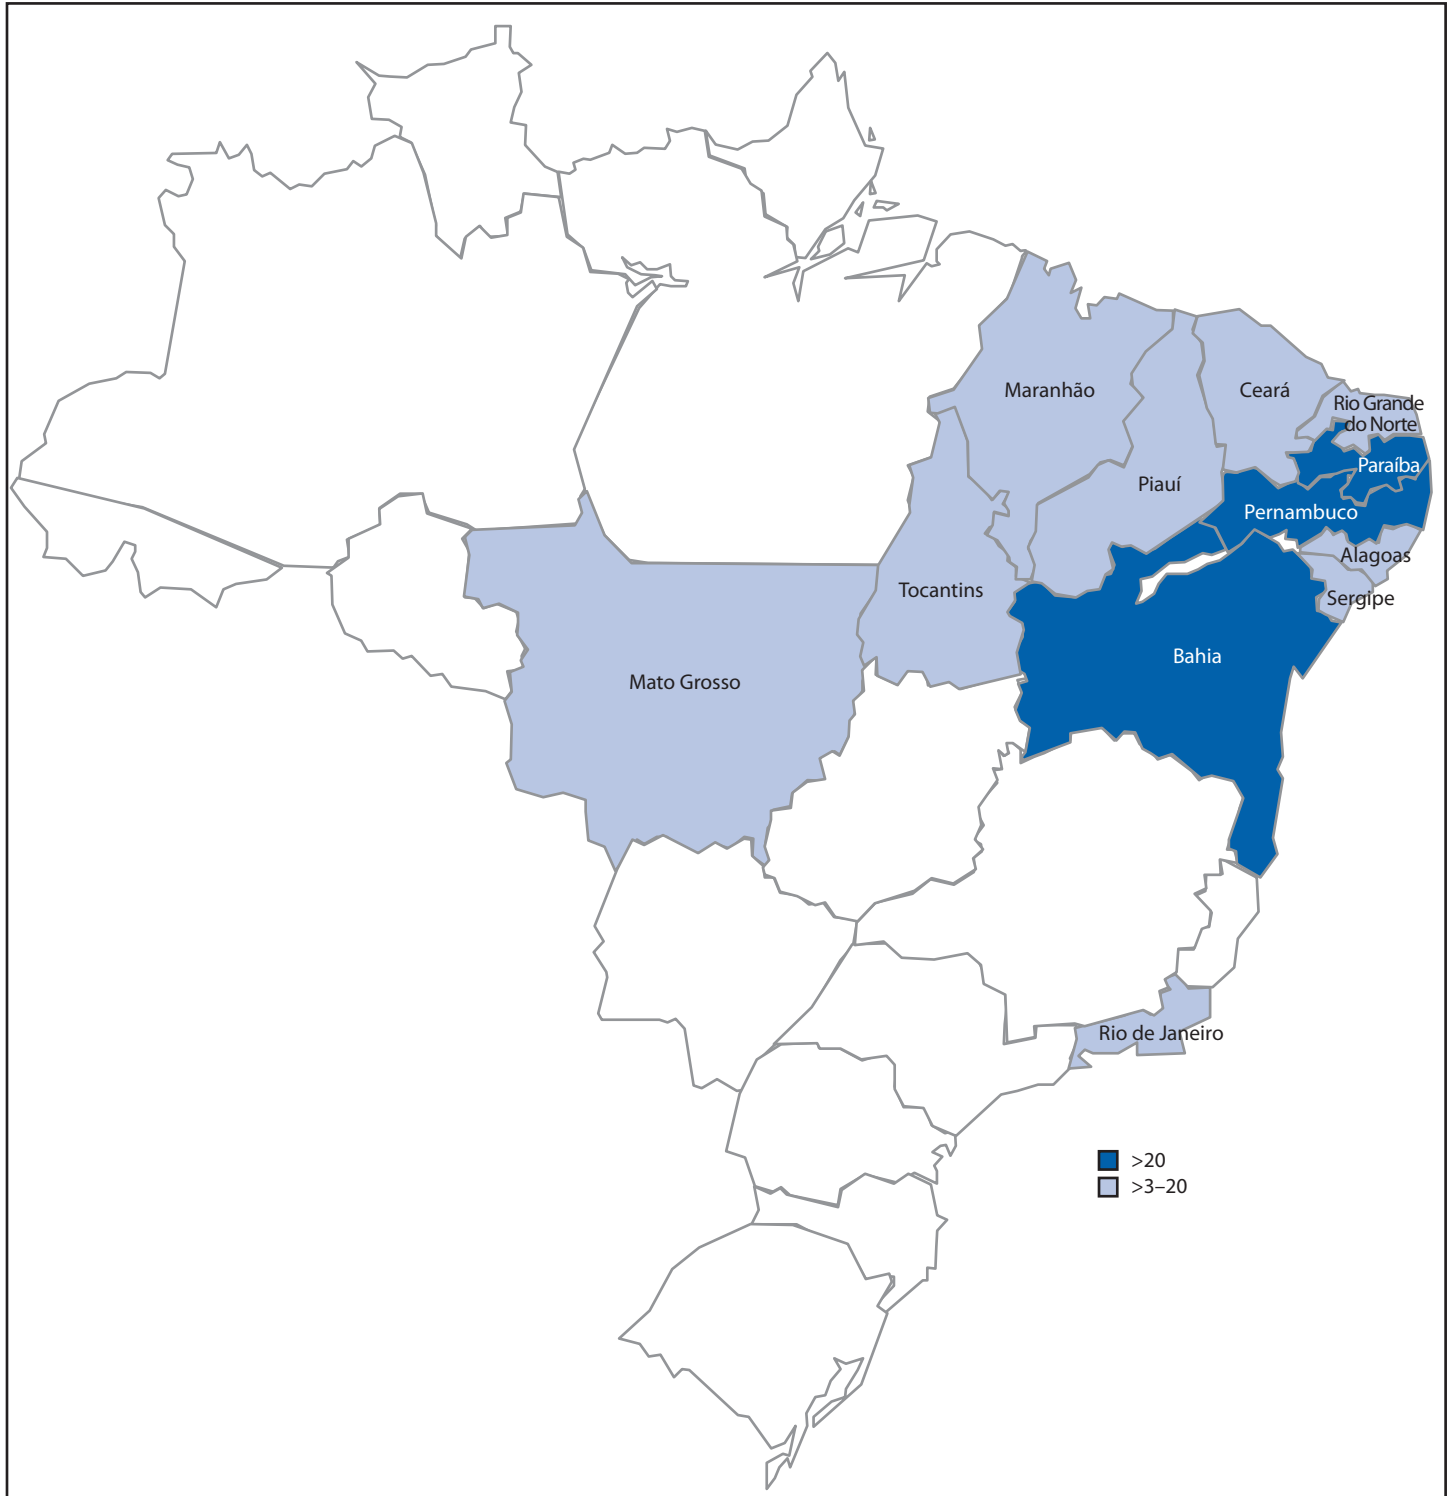 Maranhão
Ceará
Rio Grande
do Norte
Paraíba
Piauí
Pernambuco
Alagoas
Tocantins
Sergipe
Bahia
Mato Grosso
Rio de Janeiro
>20
>3–20